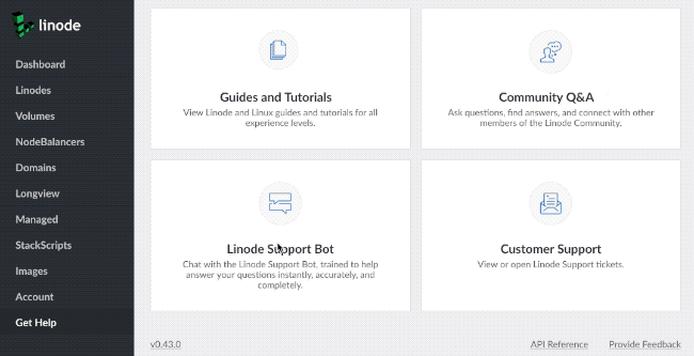 linode
Dashboard
Linodes
Volumes
NodeBalancers
Domains
Longview
Managed
StackScripts
Images
Account
Get Help
Guides and Tutorials
View Linode and Linux guides and tutorials for all
experience levels.
Community Q&A
Ask questions, find answers, and connect with other
members of the Linode Community.
Linode Support Bot
Chat with the Linode Support Bot, trained to help
answer your questions instantly, accurately, and
completely.
Customer Support
View or open Linode Support tickets.
v0.43.0
API Reference
Provide Feedback